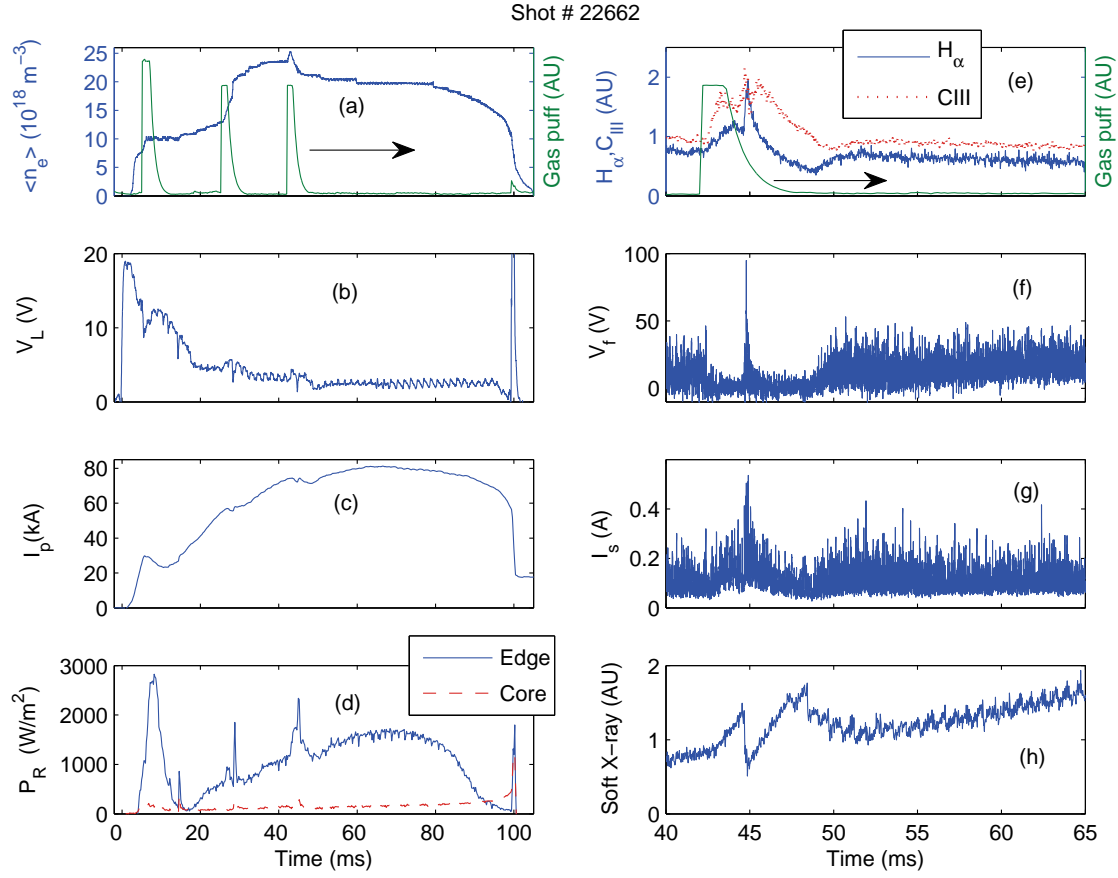 Shot # 22662
<n_e> (10^18 m^−3)
25
20
15
10
5
0
(a)
Gas puff (AU)
V_L (V)
20
10
0
(b)
I_p(kA)
80
60
40
20
0
(c)
P_R (W/m^2)
3000
2000
1000
0
(d)
Edge
Core
0 20 40 60 80 100
Time (ms)
H_α,C_III (AU)
2
1
0
H_α
CIII
(e)
Gas puff (AU)
V_f (V)
100
50
0
(f)
I_s (A)
0.4
0.2
0
(g)
Soft X−ray (AU)
2
1
0
(h)
40 45 50 55 60 65
Time (ms)